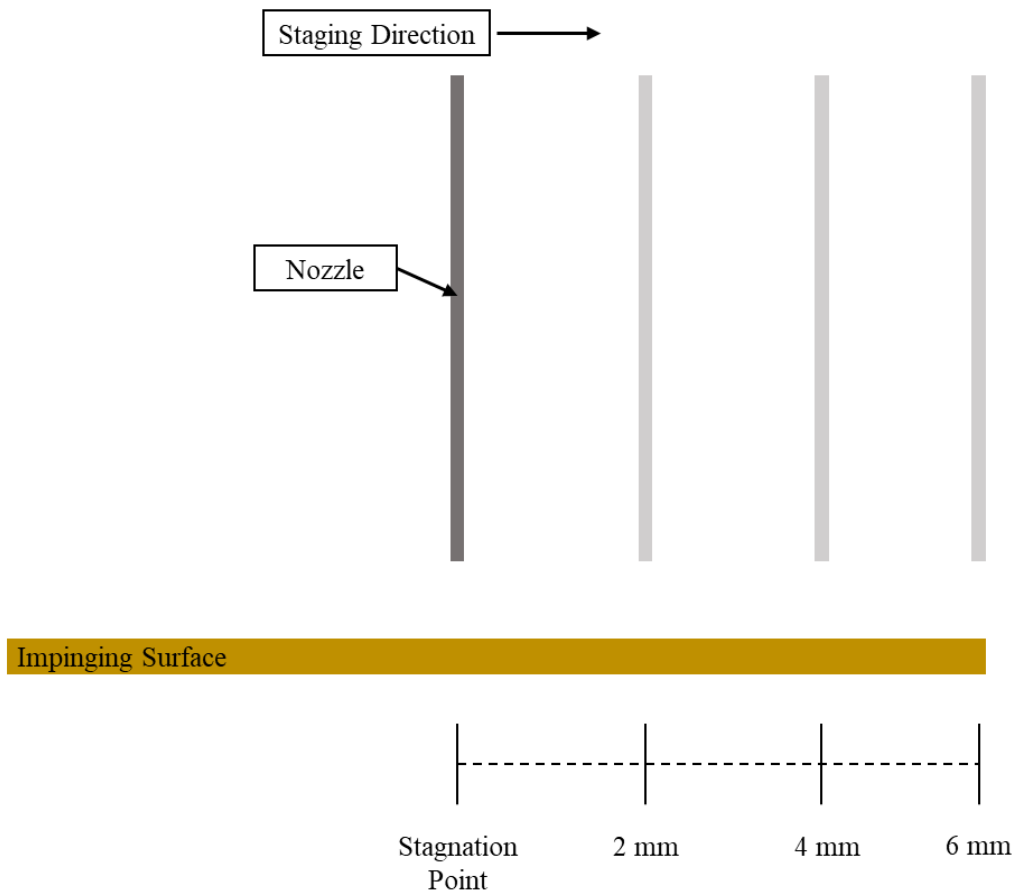 Staging Direction
Nozzle
Impinging Surface
Stagnation
Point
2 mm
4 mm
6 mm